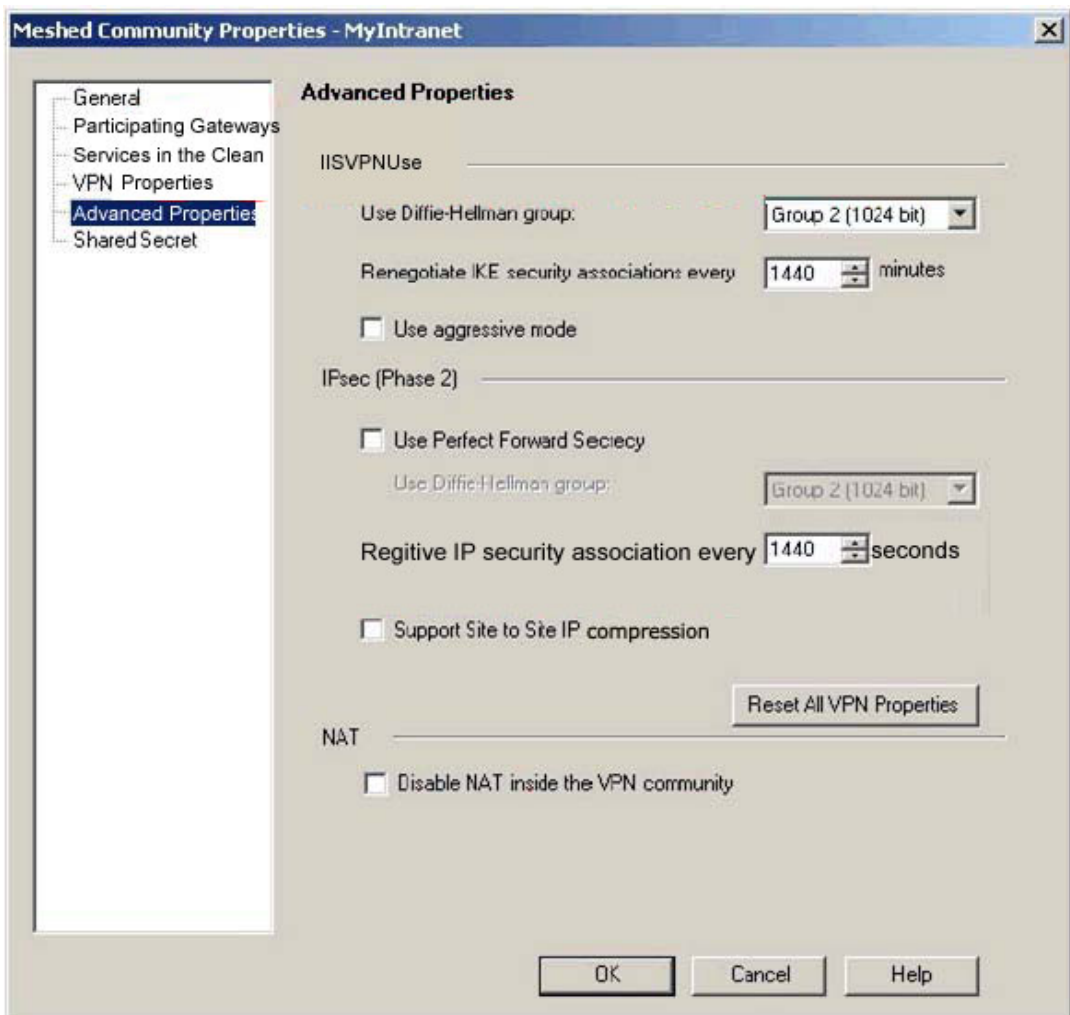 Meshed Community Properties - MyIntranet
General
Participating Gateways
Services in the Clean
VPN Properties
Advanced Properties
Shared Secret
Advanced Properties
IISVPNUse
Use Diffie-Hellman group:
Group 2 (1024 bit)
Renegotiate IKE security associations every 1440 minutes
Use aggressive mode
IPsec (Phase 2)
Use Perfect Forward Secrecy
Use Diffie-Hellman group:
Group 2 (1024 bit)
Regitive IP security association every 1440 seconds
Support Site to Site IP compression
Reset All VPN Properties
NAT
Disable NAT inside the VPN community
OK
Cancel
Help